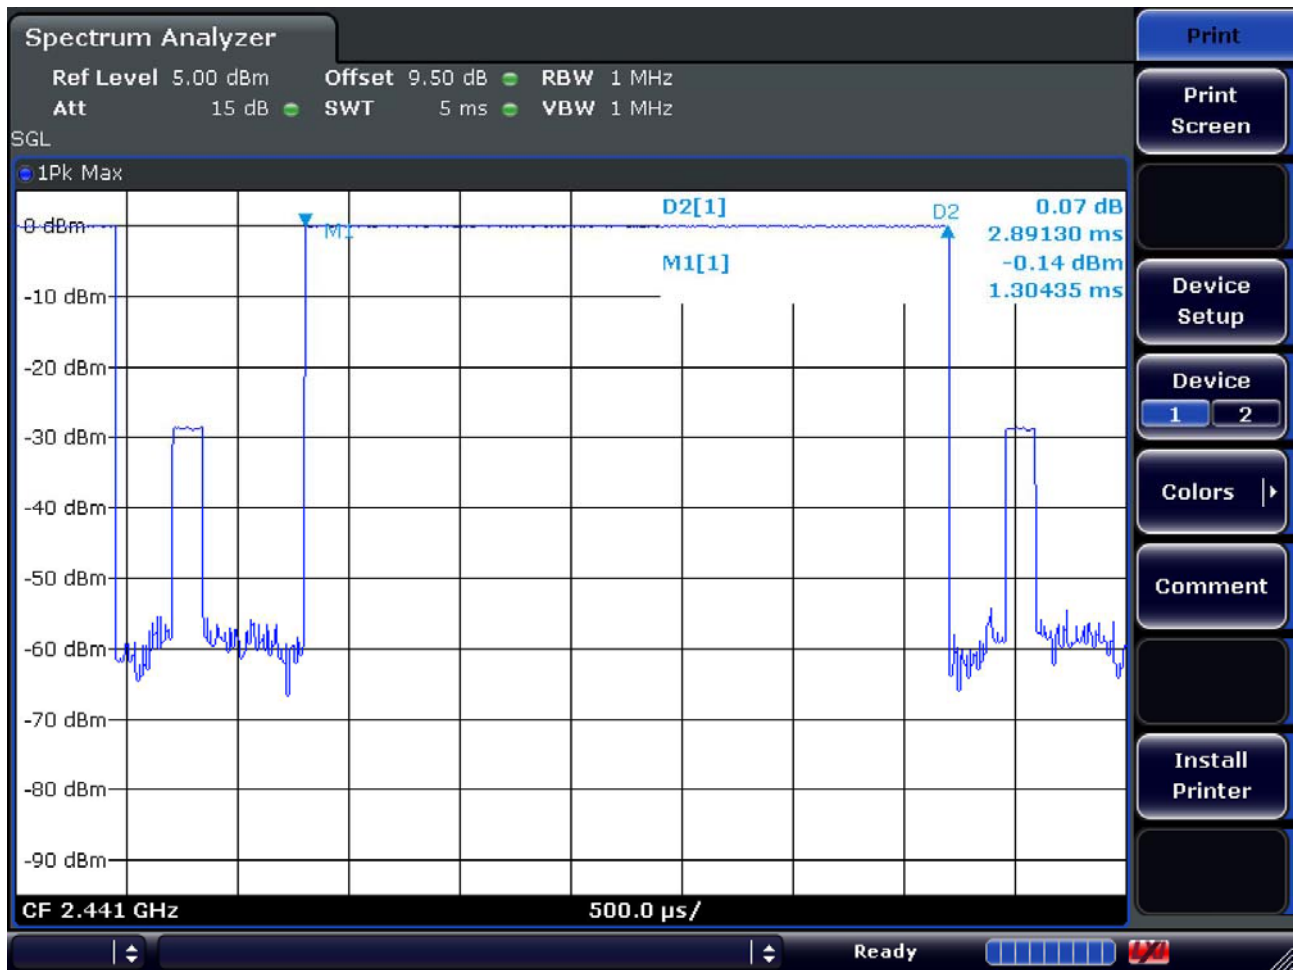 Spectrum Analyzer
Ref Level 5.00 dBm Offset 9.50 dB RBW 1 MHz
Att 15 dB SWT 5 ms VBW 1 MHz
SGL
1Pk Max
D2[1] 0.07 dB
2.89130 ms
M1[1] -0.14 dBm
1.30435 ms
M1
D2
0 dBm
-10 dBm
-20 dBm
-30 dBm
-40 dBm
-50 dBm
-60 dBm
-70 dBm
-80 dBm
-90 dBm
CF 2.441 GHz 500.0 µs/
Ready
LXI
Print
Print
Screen
Device
Setup
Device
1 2
Colors
Comment
Install
Printer